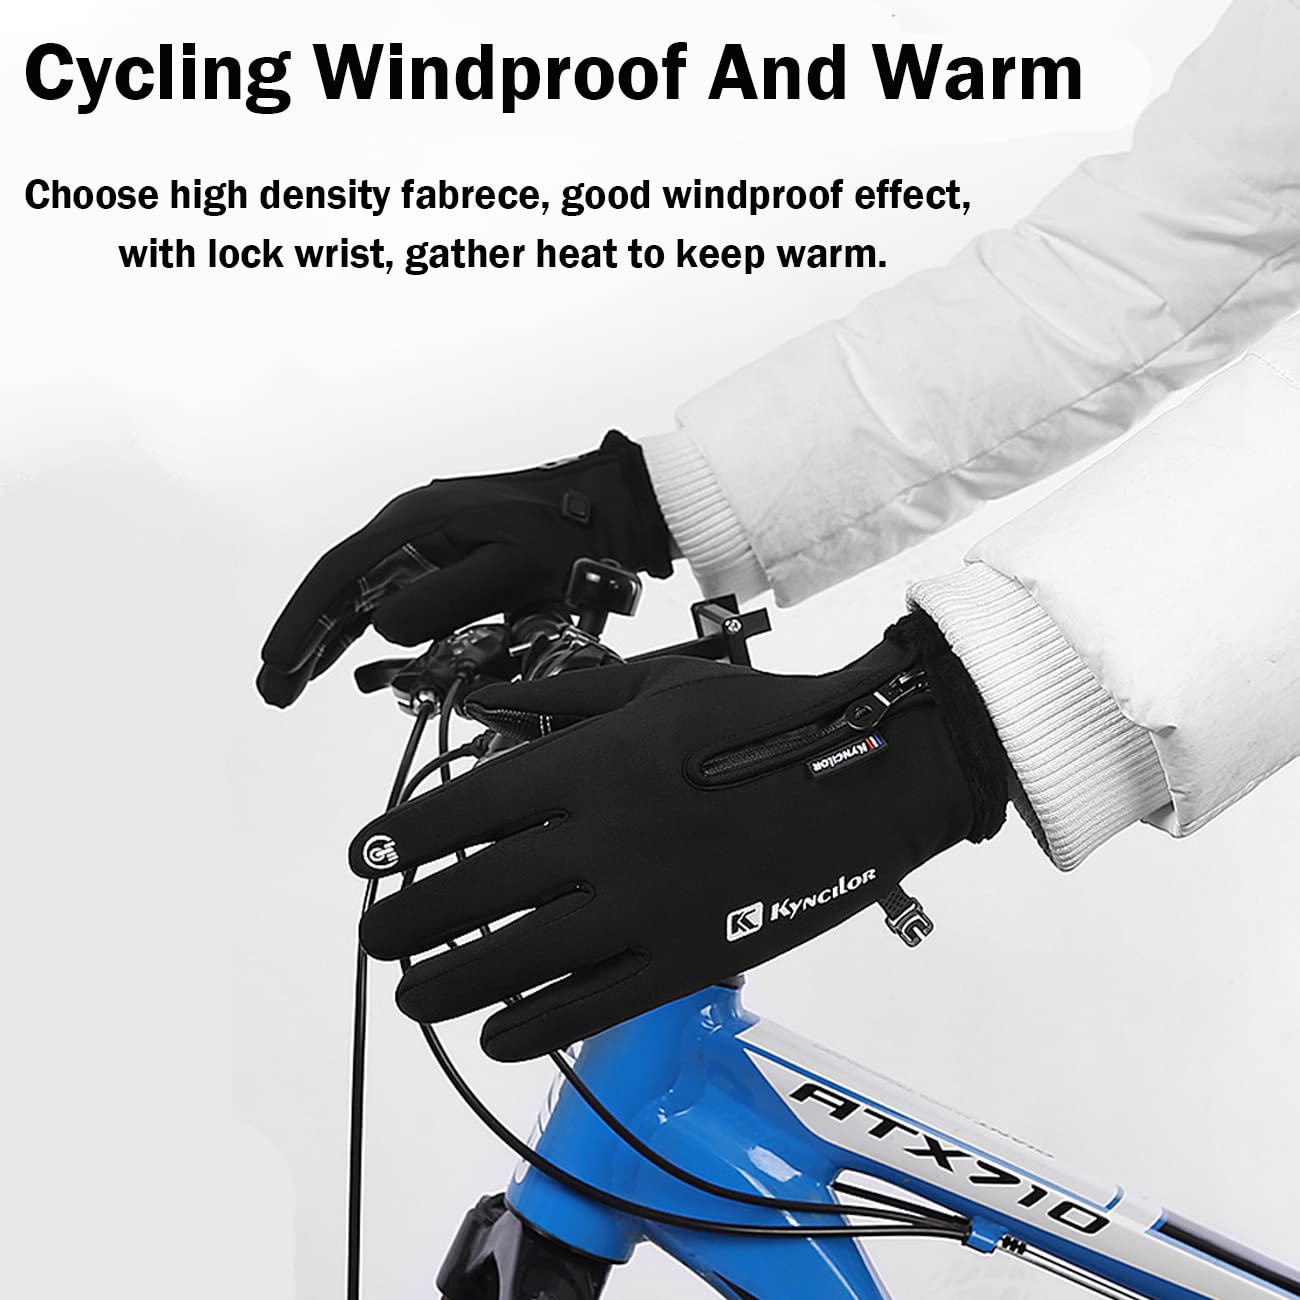 Cycling Windproof And Warm
Choose high density fabrece, good windproof effect,
with lock wrist, gather heat to keep warm.
KYNCILOR
K KYNCILOR
ATX710